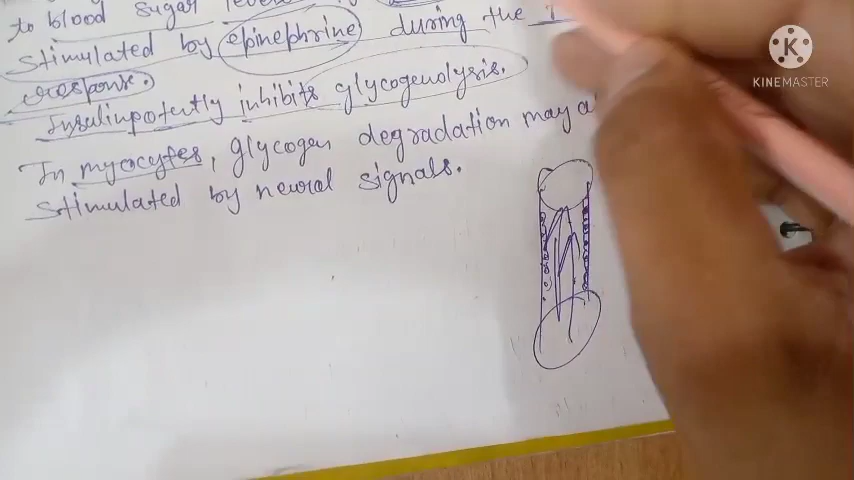 to blood sugar
stimulated by epinephrine during the
response.
Insulin potently inhibits glycogenolysis.
In myocytes, glycogen degradation may a
stimulated by neural signals.
KINEMASTER